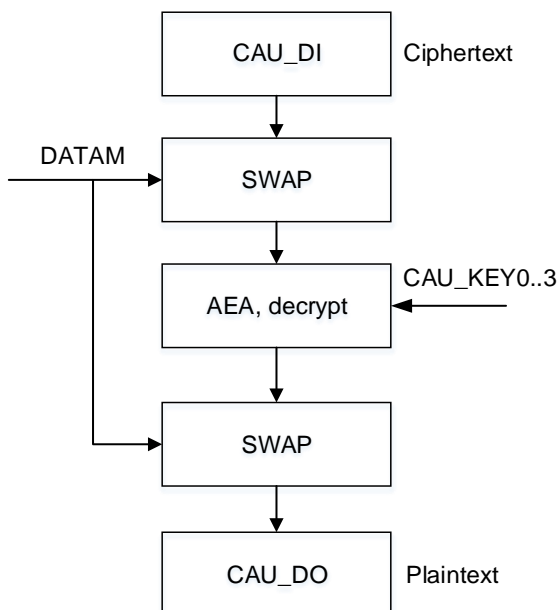 CAU_DI
Ciphertext
DATAM
SWAP
AEA, decrypt
CAU_KEY0..3
SWAP
CAU_DO
Plaintext